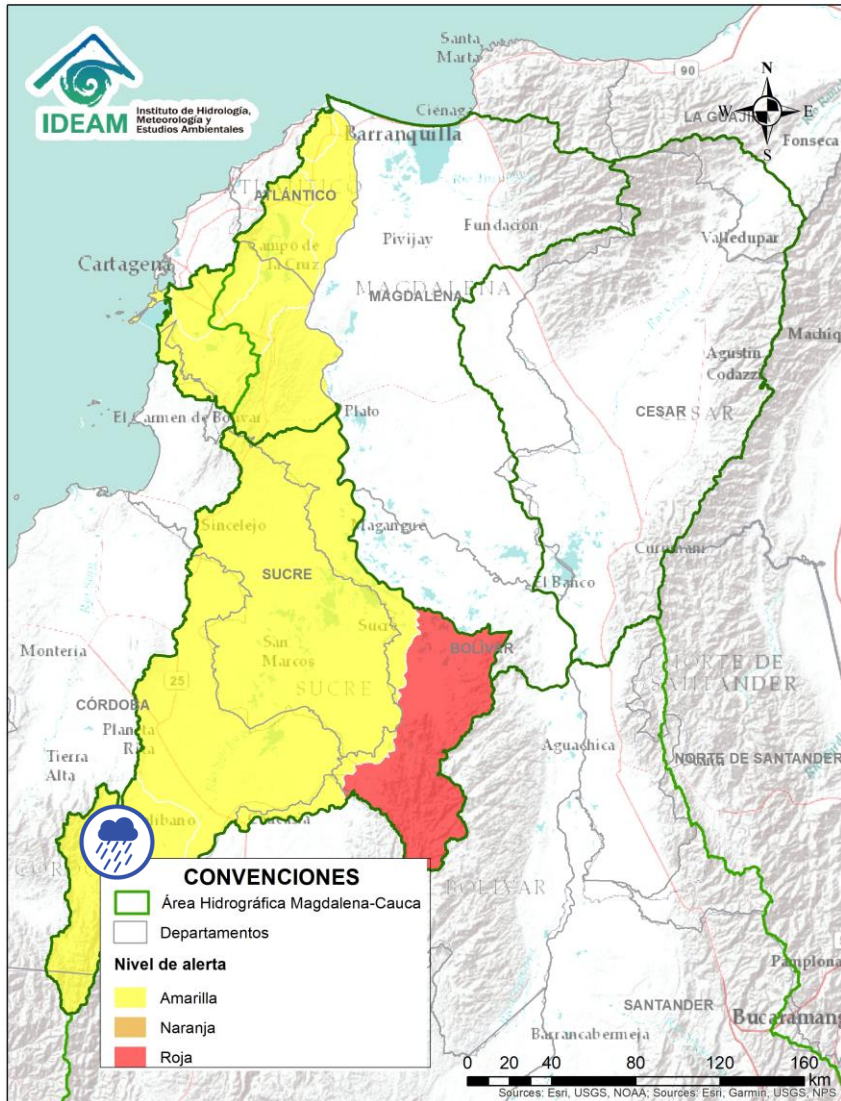 IDEAM
Instituto de Hidrología,
Meteorología y
Estudios Ambientales
Santa
Marta
90
N
W
E
S
LA GUAJIRA
Fonseca
Ciénaga
Barranquilla
ATLÁNTICO
Fundación
Pivijay
Valledupar
Campo de
la Cruz
Cartagena
MAGDALENA
MAGDALENA
Agustín
Codazzi
CESAR
CESAR
El Carmen de Bolívar
Plato
Sincelejo
Magangue
Curumaní
SUCRE
El Banco
Sucre
BOLÍVAR
San
Marcos
SUCRE
Montería
25
NORTE DE
SANTANDER
CÓRDOBA
Planeta
Rica
Aguachica
Tierra
Alta
NORTE DE SANTANDER
BOLÍVAR
CONVENCIONES
Área Hidrográfica Magdalena-Cauca
Departamentos
Nivel de alerta
Amarilla
Naranja
Roja
Pamplona
SANTANDER
Barrancabermeja
0 20 40 80 120 160
km
Sources: Esri, USGS, NOAA; Sources: Esri, Garmin, USGS, NPS